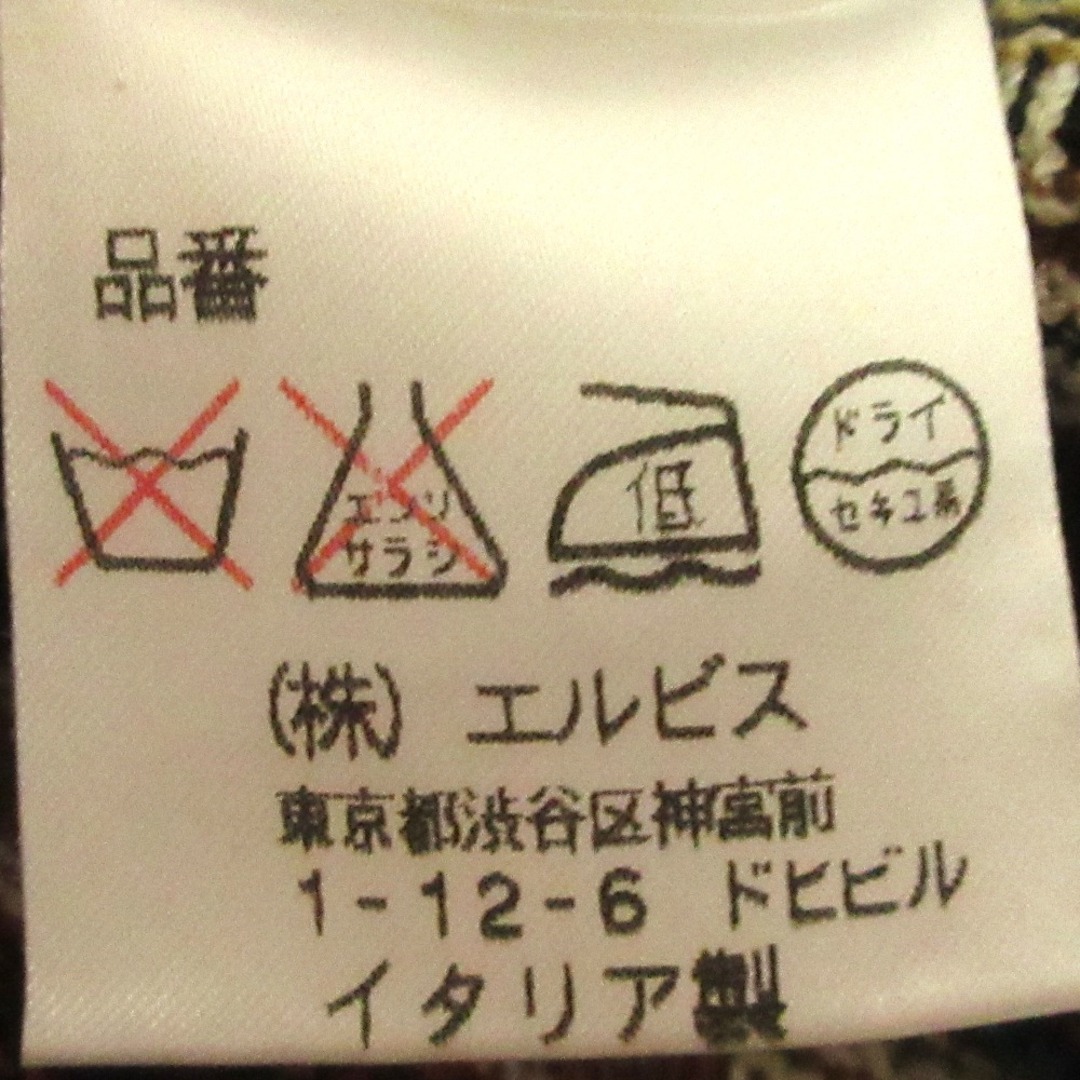 品番
エンソ
サラシ
低
ドライ
セキユ系
(株) エルビス
東京都渋谷区神宮前
1-12-6 ドヒビル
イタリア製